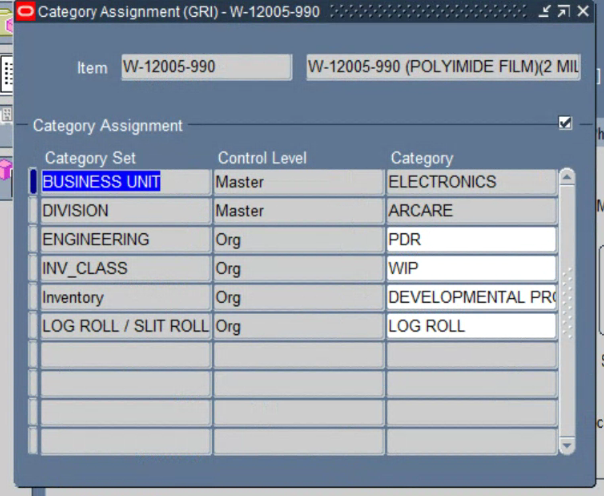 Category Assignment (GRI) - W-12005-990
Item W-12005-990 W-12005-990 (POLYIMIDE FILM)(2 MIL
Category Assignment
Category Set Control Level Category
BUSINESS UNIT Master ELECTRONICS
DIVISION Master ARCARE
ENGINEERING Org PDR
INV_CLASS Org WIP
Inventory Org DEVELOPMENTAL PRO
LOG ROLL / SLIT ROLL Org LOG ROLL